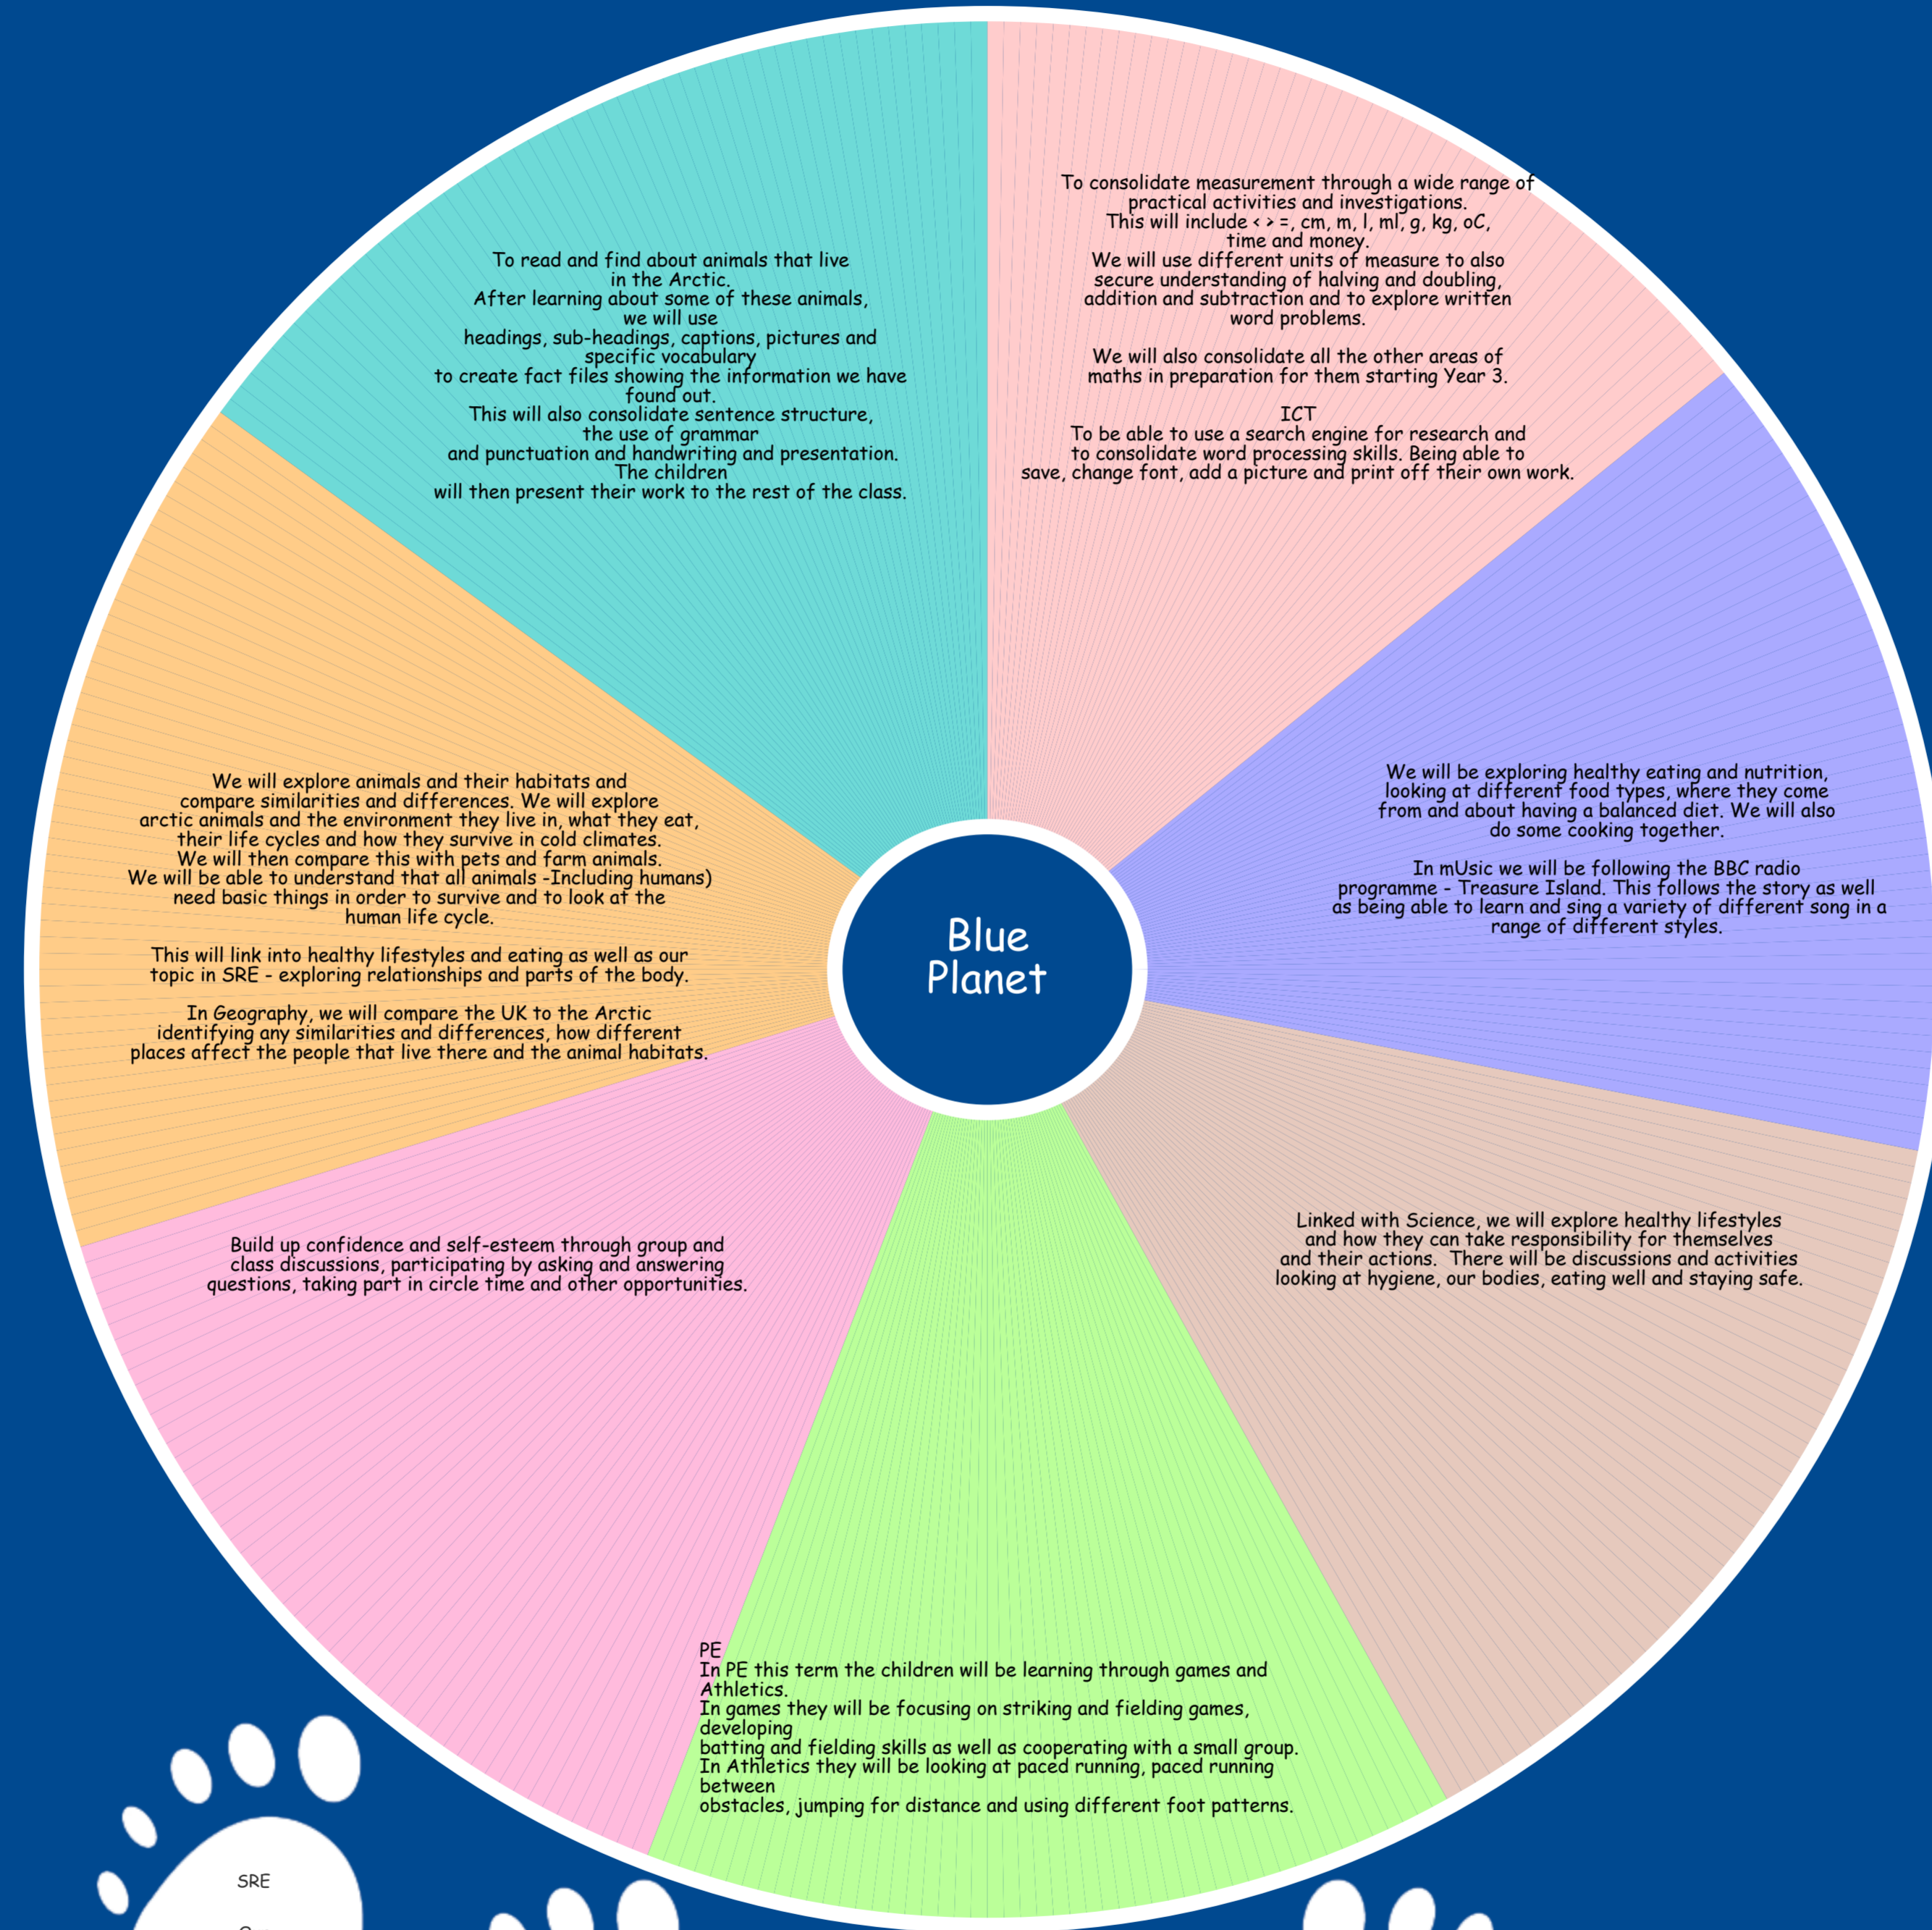 To consolidate measurement through a wide range of
practical activities and investigations.
This will include < > =, cm, m, l, ml, g, kg, oC,
time and money.
We will use different units of measure to also
secure understanding of halving and doubling,
addition and subtraction and to explore written
word problems.
We will also consolidate all the other areas of
maths in preparation for them starting Year 3.
ICT
To be able to use a search engine for research and
to consolidate word processing skills. Being able to
save, change font, add a picture and print off their own work.
To read and find about animals that live
in the Arctic.
After learning about some of these animals,
we will use
headings, sub-headings, captions, pictures and
specific vocabulary
to create fact files showing the information we have
found out.
This will also consolidate sentence structure,
the use of grammar
and punctuation and handwriting and presentation.
The children
will then present their work to the rest of the class.
We will be exploring healthy eating and nutrition,
looking at different food types, where they come
from and about having a balanced diet. We will also
do some cooking together.
In mUsic we will be following the BBC radio
programme - Treasure Island. This follows the story as well
as being able to learn and sing a variety of different song in a
range of different styles.
We will explore animals and their habitats and
compare similarities and differences. We will explore
arctic animals and the environment they live in, what they eat,
their life cycles and how they survive in cold climates.
We will then compare this with pets and farm animals.
We will be able to understand that all animals -Including humans)
need basic things in order to survive and to look at the
human life cycle.
This will link into healthy lifestyles and eating as well as our
topic in SRE - exploring relationships and parts of the body.
In Geography, we will compare the UK to the Arctic
identifying any similarities and differences, how different
places affect the people that live there and the animal habitats.
Blue
Planet
Linked with Science, we will explore healthy lifestyles
and how they can take responsibility for themselves
and their actions.  There will be discussions and activities
looking at hygiene, our bodies, eating well and staying safe.
Build up confidence and self-esteem through group and
class discussions, participating by asking and answering
questions, taking part in circle time and other opportunities.
PE
In PE this term the children will be learning through games and
Athletics.
In games they will be focusing on striking and fielding games,
developing
batting and fielding skills as well as cooperating with a small group.
In Athletics they will be looking at paced running, paced running
between
obstacles, jumping for distance and using different foot patterns.
SRE